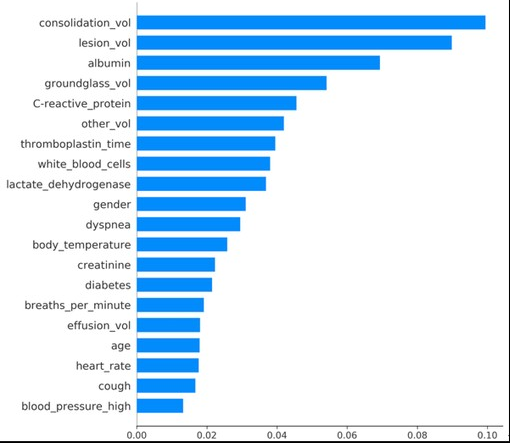 consolidation_vol
lesion_vol
albumin
groundglass_vol
C-reactive_protein
other_vol
thromboplastin_time
white_blood_cells
lactate_dehydrogenase
gender
dyspnea
body_temperature
creatinine
diabetes
breaths_per_minute
effusion_vol
age
heart_rate
cough
blood_pressure_high
0.00 0.02 0.04 0.06 0.08 0.10